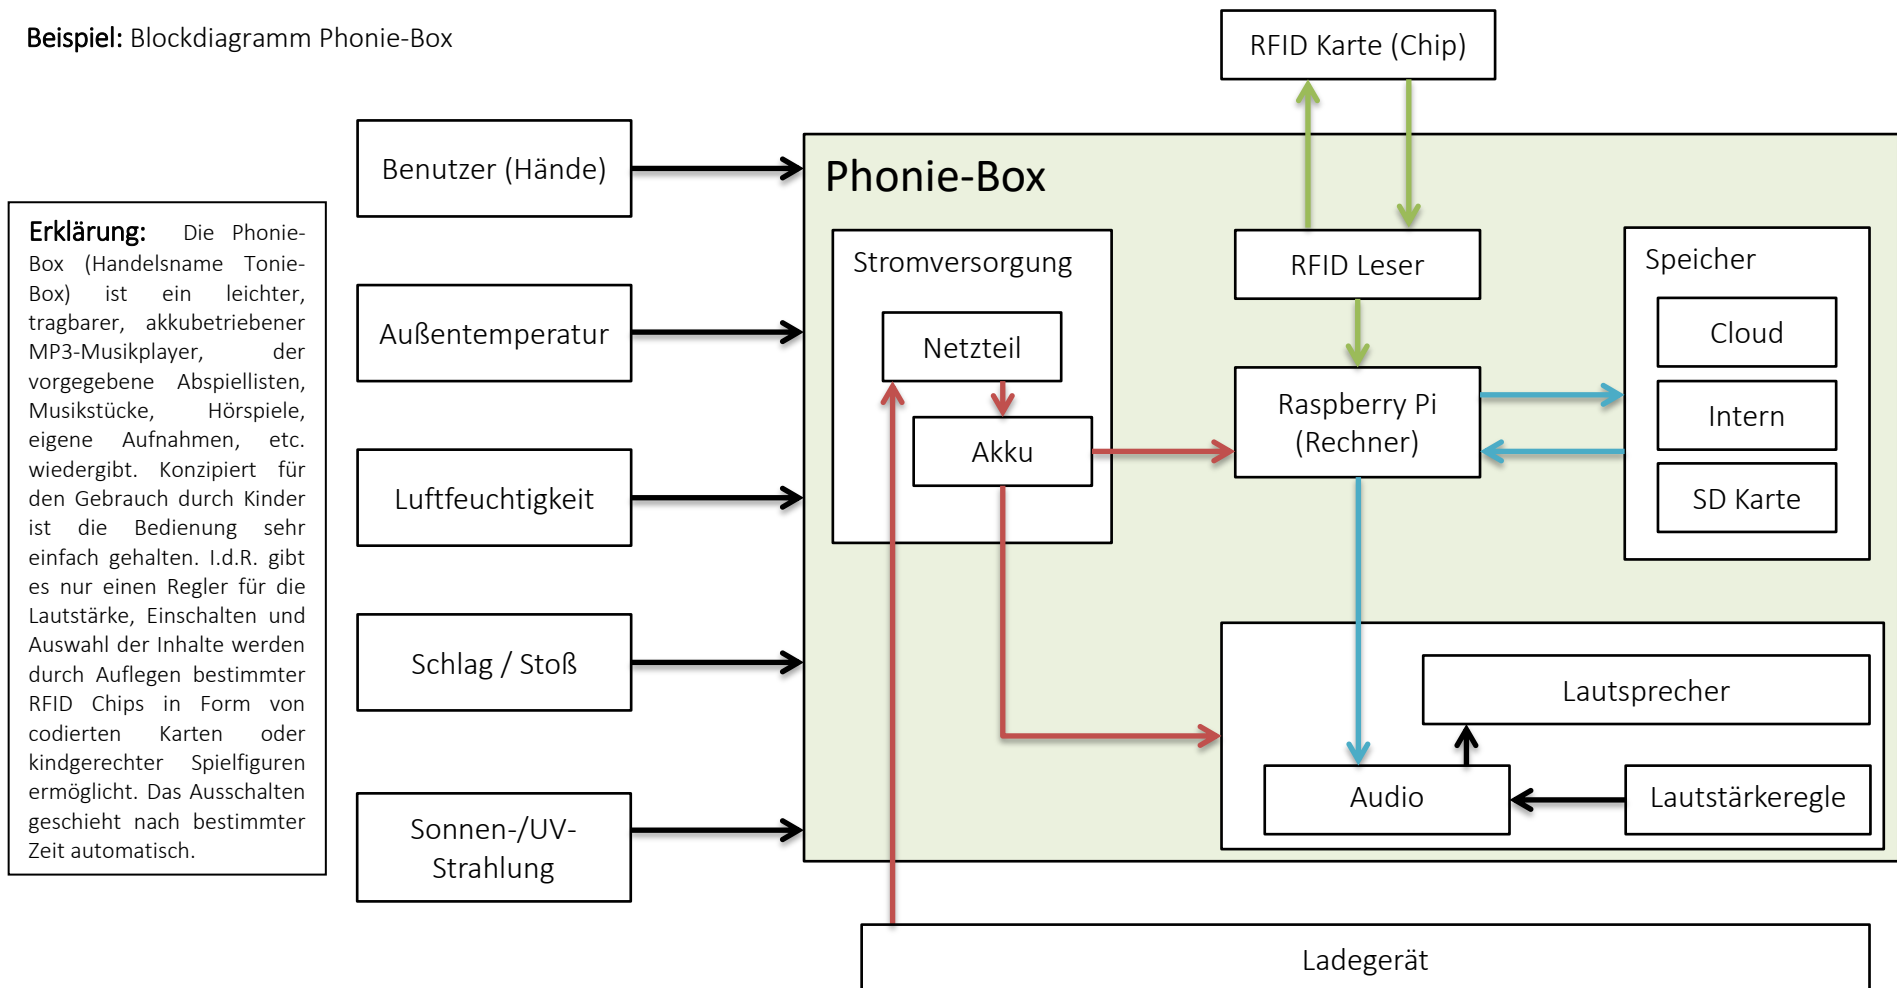 Beispiel: Blockdiagramm Phonie-Box
RFID Karte (Chip)
Benutzer (Hände)
Außentemperatur
Luftfeuchtigkeit
Schlag / Stoß
Sonnen-/UV-
Strahlung
Erklärung: Die Phonie-
Box (Handelsname Tonie-
Box) ist ein leichter,
tragbarer, akkubetriebener
MP3-Musikplayer, der
vorgegebene Abspiellisten,
Musikstücke, Hörspiele,
eigene Aufnahmen, etc.
wiedergibt. Konzipiert für
den Gebrauch durch Kinder
ist die Bedienung sehr
einfach gehalten. I.d.R. gibt
es nur einen Regler für die
Lautstärke, Einschalten und
Auswahl der Inhalte werden
durch Auflegen bestimmter
RFID Chips in Form von
codierten Karten oder
kindgerechter Spielfiguren
ermöglicht. Das Ausschalten
geschieht nach bestimmter
Zeit automatisch.
Phonie-Box
Stromversorgung
Netzteil
Akku
RFID Leser
Raspberry Pi
(Rechner)
Speicher
Cloud
Intern
SD Karte
Lautsprecher
Audio
Lautstärkeregle
Ladegerät